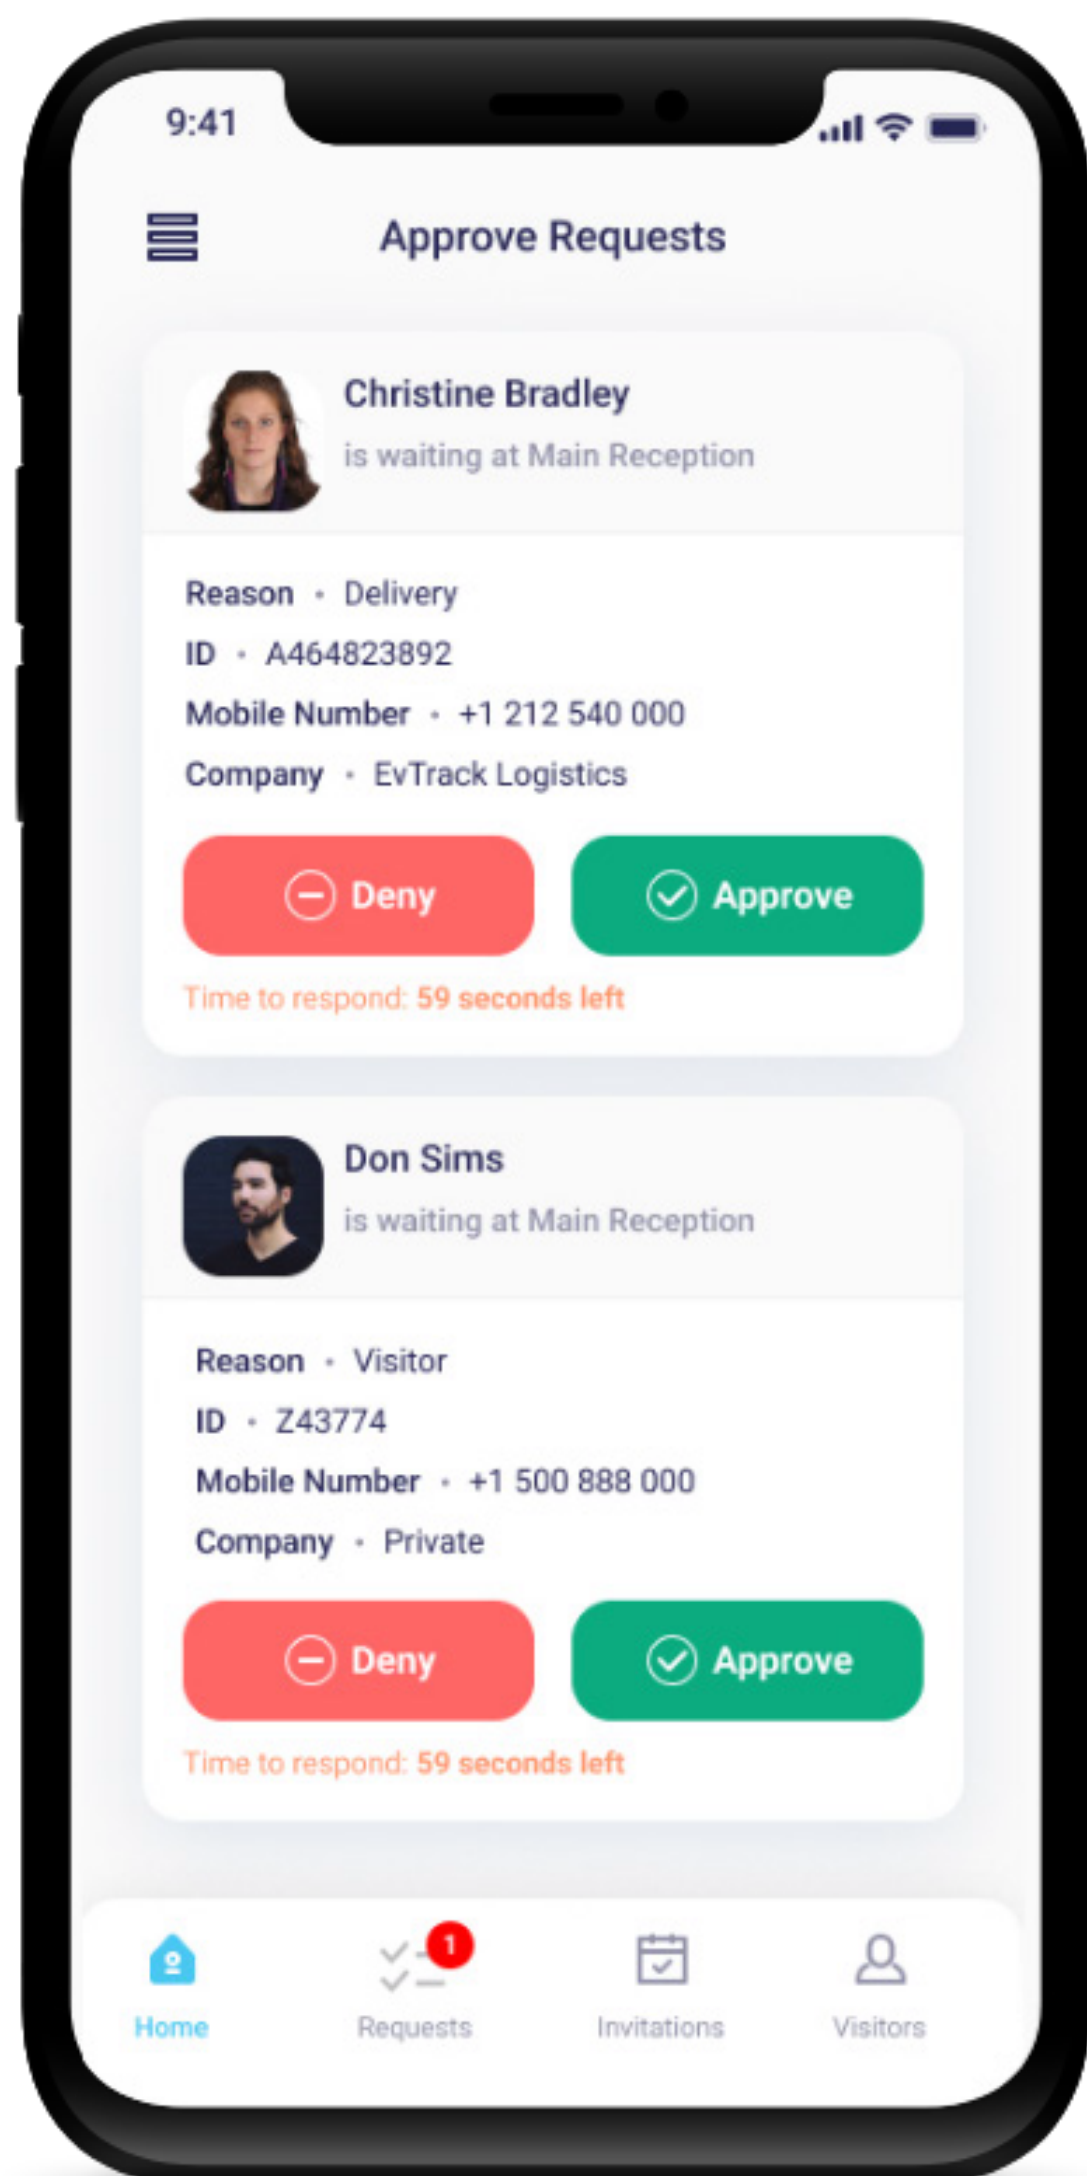 9:41
Approve Requests
Christine Bradley
is waiting at Main Reception
Reason • Delivery
ID • A464823892
Mobile Number • +1 212 540 000
Company • EvTrack Logistics
Deny
Approve
Time to respond: 59 seconds left
Don Sims
is waiting at Main Reception
Reason • Visitor
ID • Z43774
Mobile Number • +1 500 888 000
Company • Private
Deny
Approve
Time to respond: 59 seconds left
1
Home
Requests
Invitations
Visitors